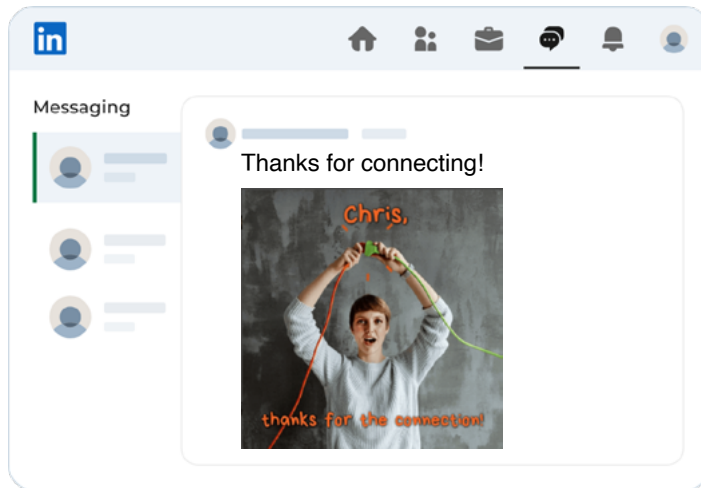 in
Messaging
Thanks for connecting!
Chris,
thanks for the connection!